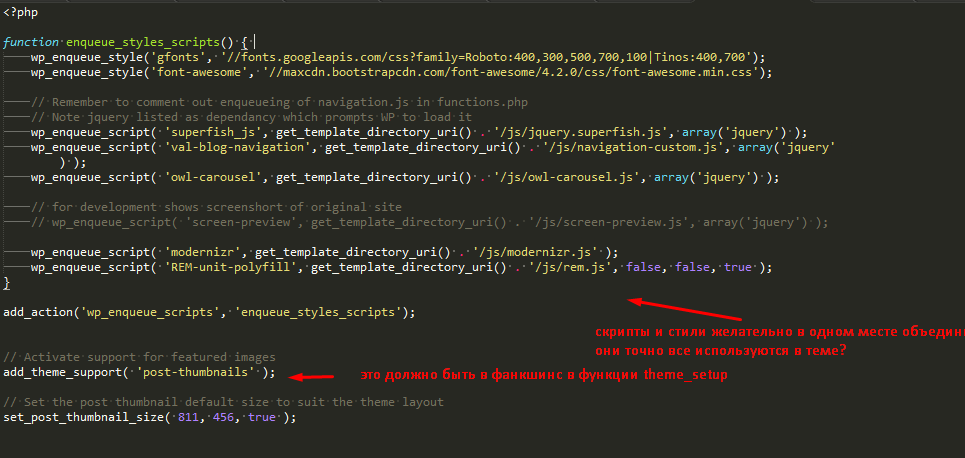 <?php
function enqueue_styles_scripts() {
wp_enqueue_style('gfonts', '//fonts.googleapis.com/css?family=Roboto:400,300,500,700,100|Tinos:400,700');
wp_enqueue_style('font-awesome', '//maxcdn.bootstrapcdn.com/font-awesome/4.2.0/css/font-awesome.min.css');
// Remember to comment out enqueueing of navigation.js in functions.php
// Note jquery listed as dependancy which prompts WP to load it
wp_enqueue_script( 'superfish_js', get_template_directory_uri() . '/js/jquery.superfish.js', array('jquery') );
wp_enqueue_script( 'val-blog-navigation', get_template_directory_uri() . '/js/navigation-custom.js', array('jquery'
) );
wp_enqueue_script( 'owl-carousel', get_template_directory_uri() . '/js/owl-carousel.js', array('jquery') );
// for development shows screenshort of original site
// wp_enqueue_script( 'screen-preview', get_template_directory_uri() . '/js/screen-preview.js', array('jquery') );
wp_enqueue_script( 'modernizr', get_template_directory_uri() . '/js/modernizr.js' );
wp_enqueue_script( 'REM-unit-polyfill', get_template_directory_uri() . '/js/rem.js', false, false, true );
}
add_action('wp_enqueue_scripts', 'enqueue_styles_scripts');
скрипты и стили желательно в одном месте объедин
они точно все используются в теме?
// Activate support for featured images
add_theme_support( 'post-thumbnails' );
это должно быть в фанкшинс в функции theme_setup
// Set the post thumbnail default size to suit the theme layout
set_post_thumbnail_size( 811, 456, true );